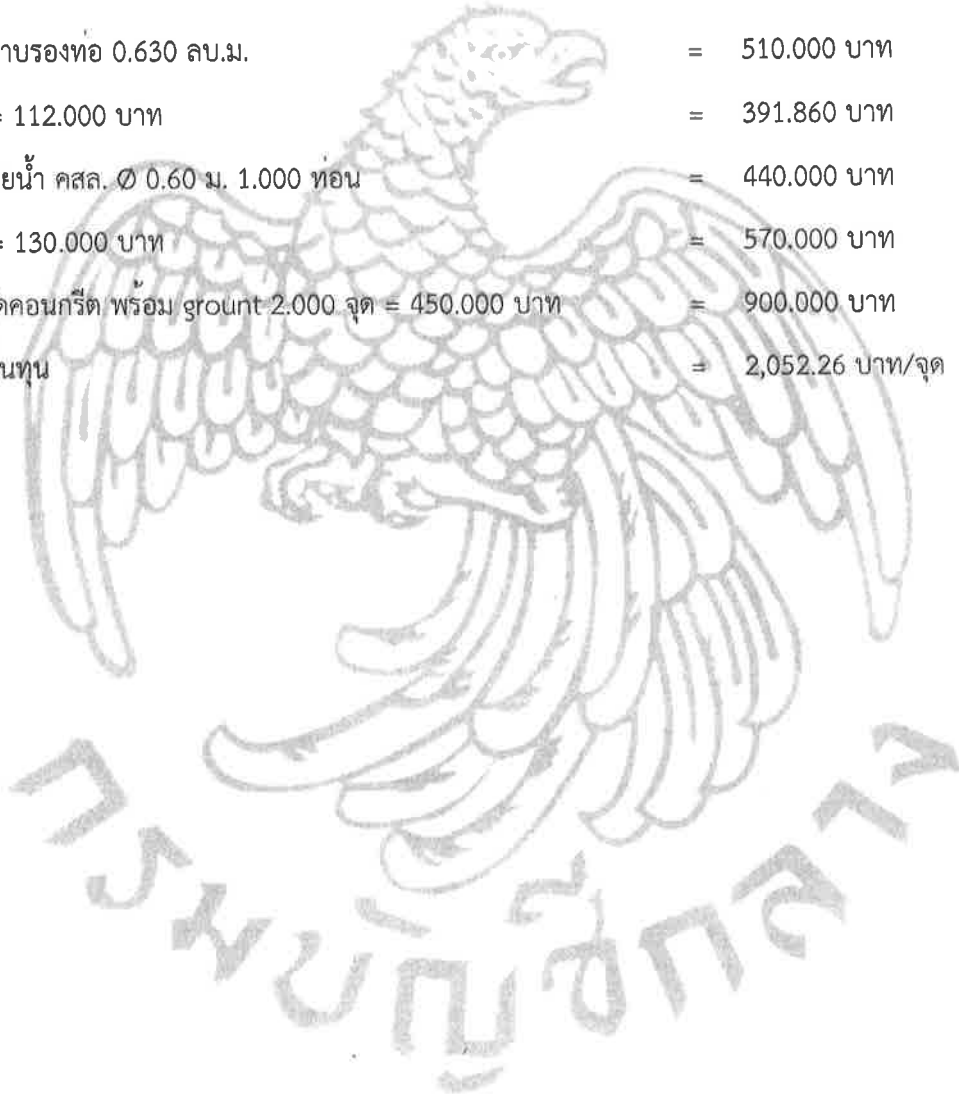 าบรองท่อ 0.630 ลบ.ม. = 510.000 บาท
= 112.000 บาท = 391.860 บาท
ยน้ำ คสล. Ø 0.60 ม. 1.000 ท่อน = 440.000 บาท
= 130.000 บาท = 570.000 บาท
ดคอนกรีต พร้อม grount 2.000 จุด = 450.000 บาท = 900.000 บาท
นทุน = 2,052.26 บาท/จุด
กรมบัญชีกลาง